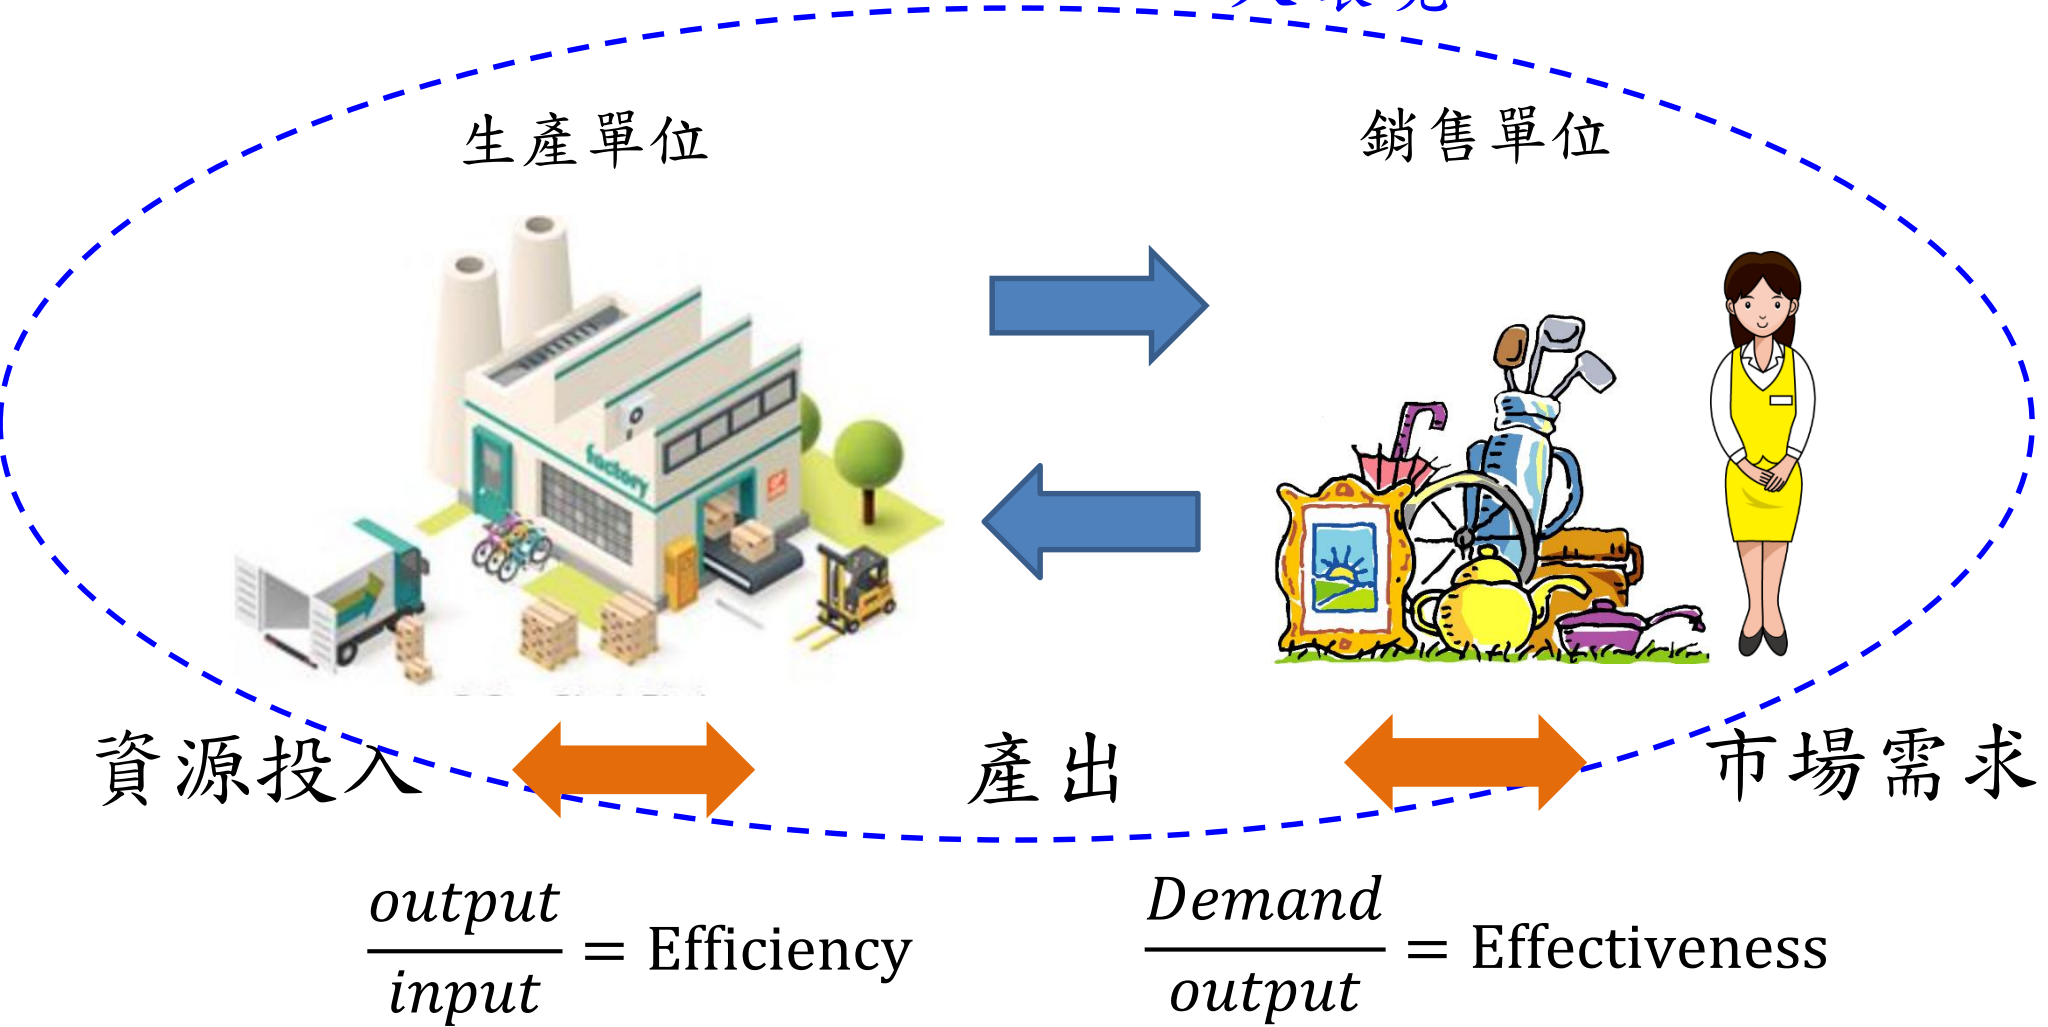 生產單位
銷售單位
factory
資源投入
產出
市場需求
output
input
= Efficiency
Demand
output
= Effectiveness